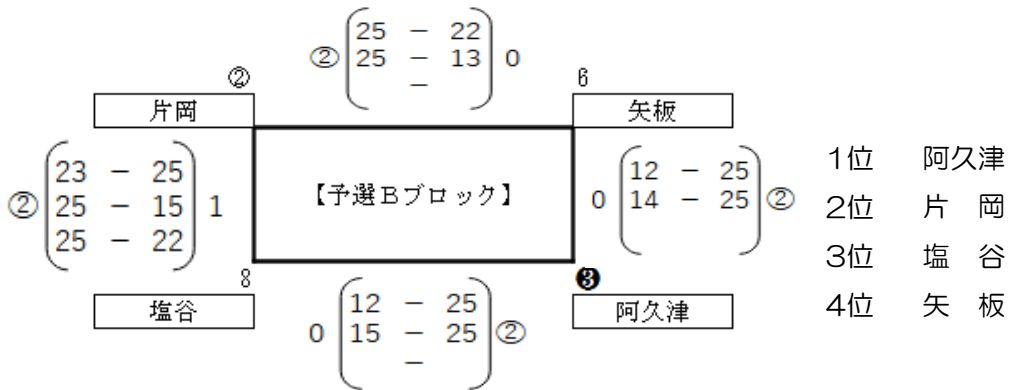 ② 25 － 22 0
25 － 13
－
② 6
片岡 矢板
② 23 － 25 1
25 － 15
25 － 22
【予選Ｂブロック】
0 12 － 25 ②
14 － 25
8 ❸
塩谷 阿久津
0 12 － 25 ②
15 － 25
－
1位 阿久津
2位 片　岡
3位 塩　谷
4位 矢　板